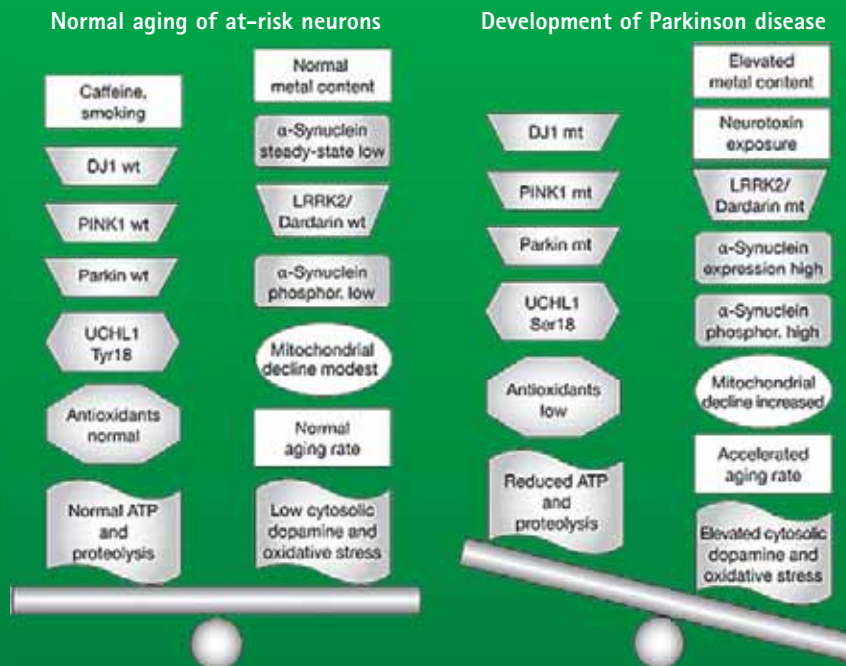 Normal aging of at-risk neurons
Caffeine,
smoking
DJ1 wt
PINK1 wt
Parkin wt
UCHL1
Tyr18
Antioxidants
normal
Normal ATP
and
proteolysis
Normal
metal content
α-Synuclein
steady-state low
LRRK2/
Dardarin wt
α-Synuclein
phosphor. low
Mitochondrial
decline modest
Normal
aging rate
Low cytosolic
dopamine and
oxidative stress
Development of Parkinson disease
DJ1 mt
PINK1 mt
Parkin mt
UCHL1
Ser18
Antioxidants
low
Reduced ATP
and
proteolysis
Elevated
metal content
Neurotoxin
exposure
LRRK2/
Dardarin mt
α-Synuclein
expression high
α-Synuclein
phosphor. high
Mitochondrial
decline increased
Accelerated
aging rate
Elevated cytosolic
dopamine and
oxidative stress